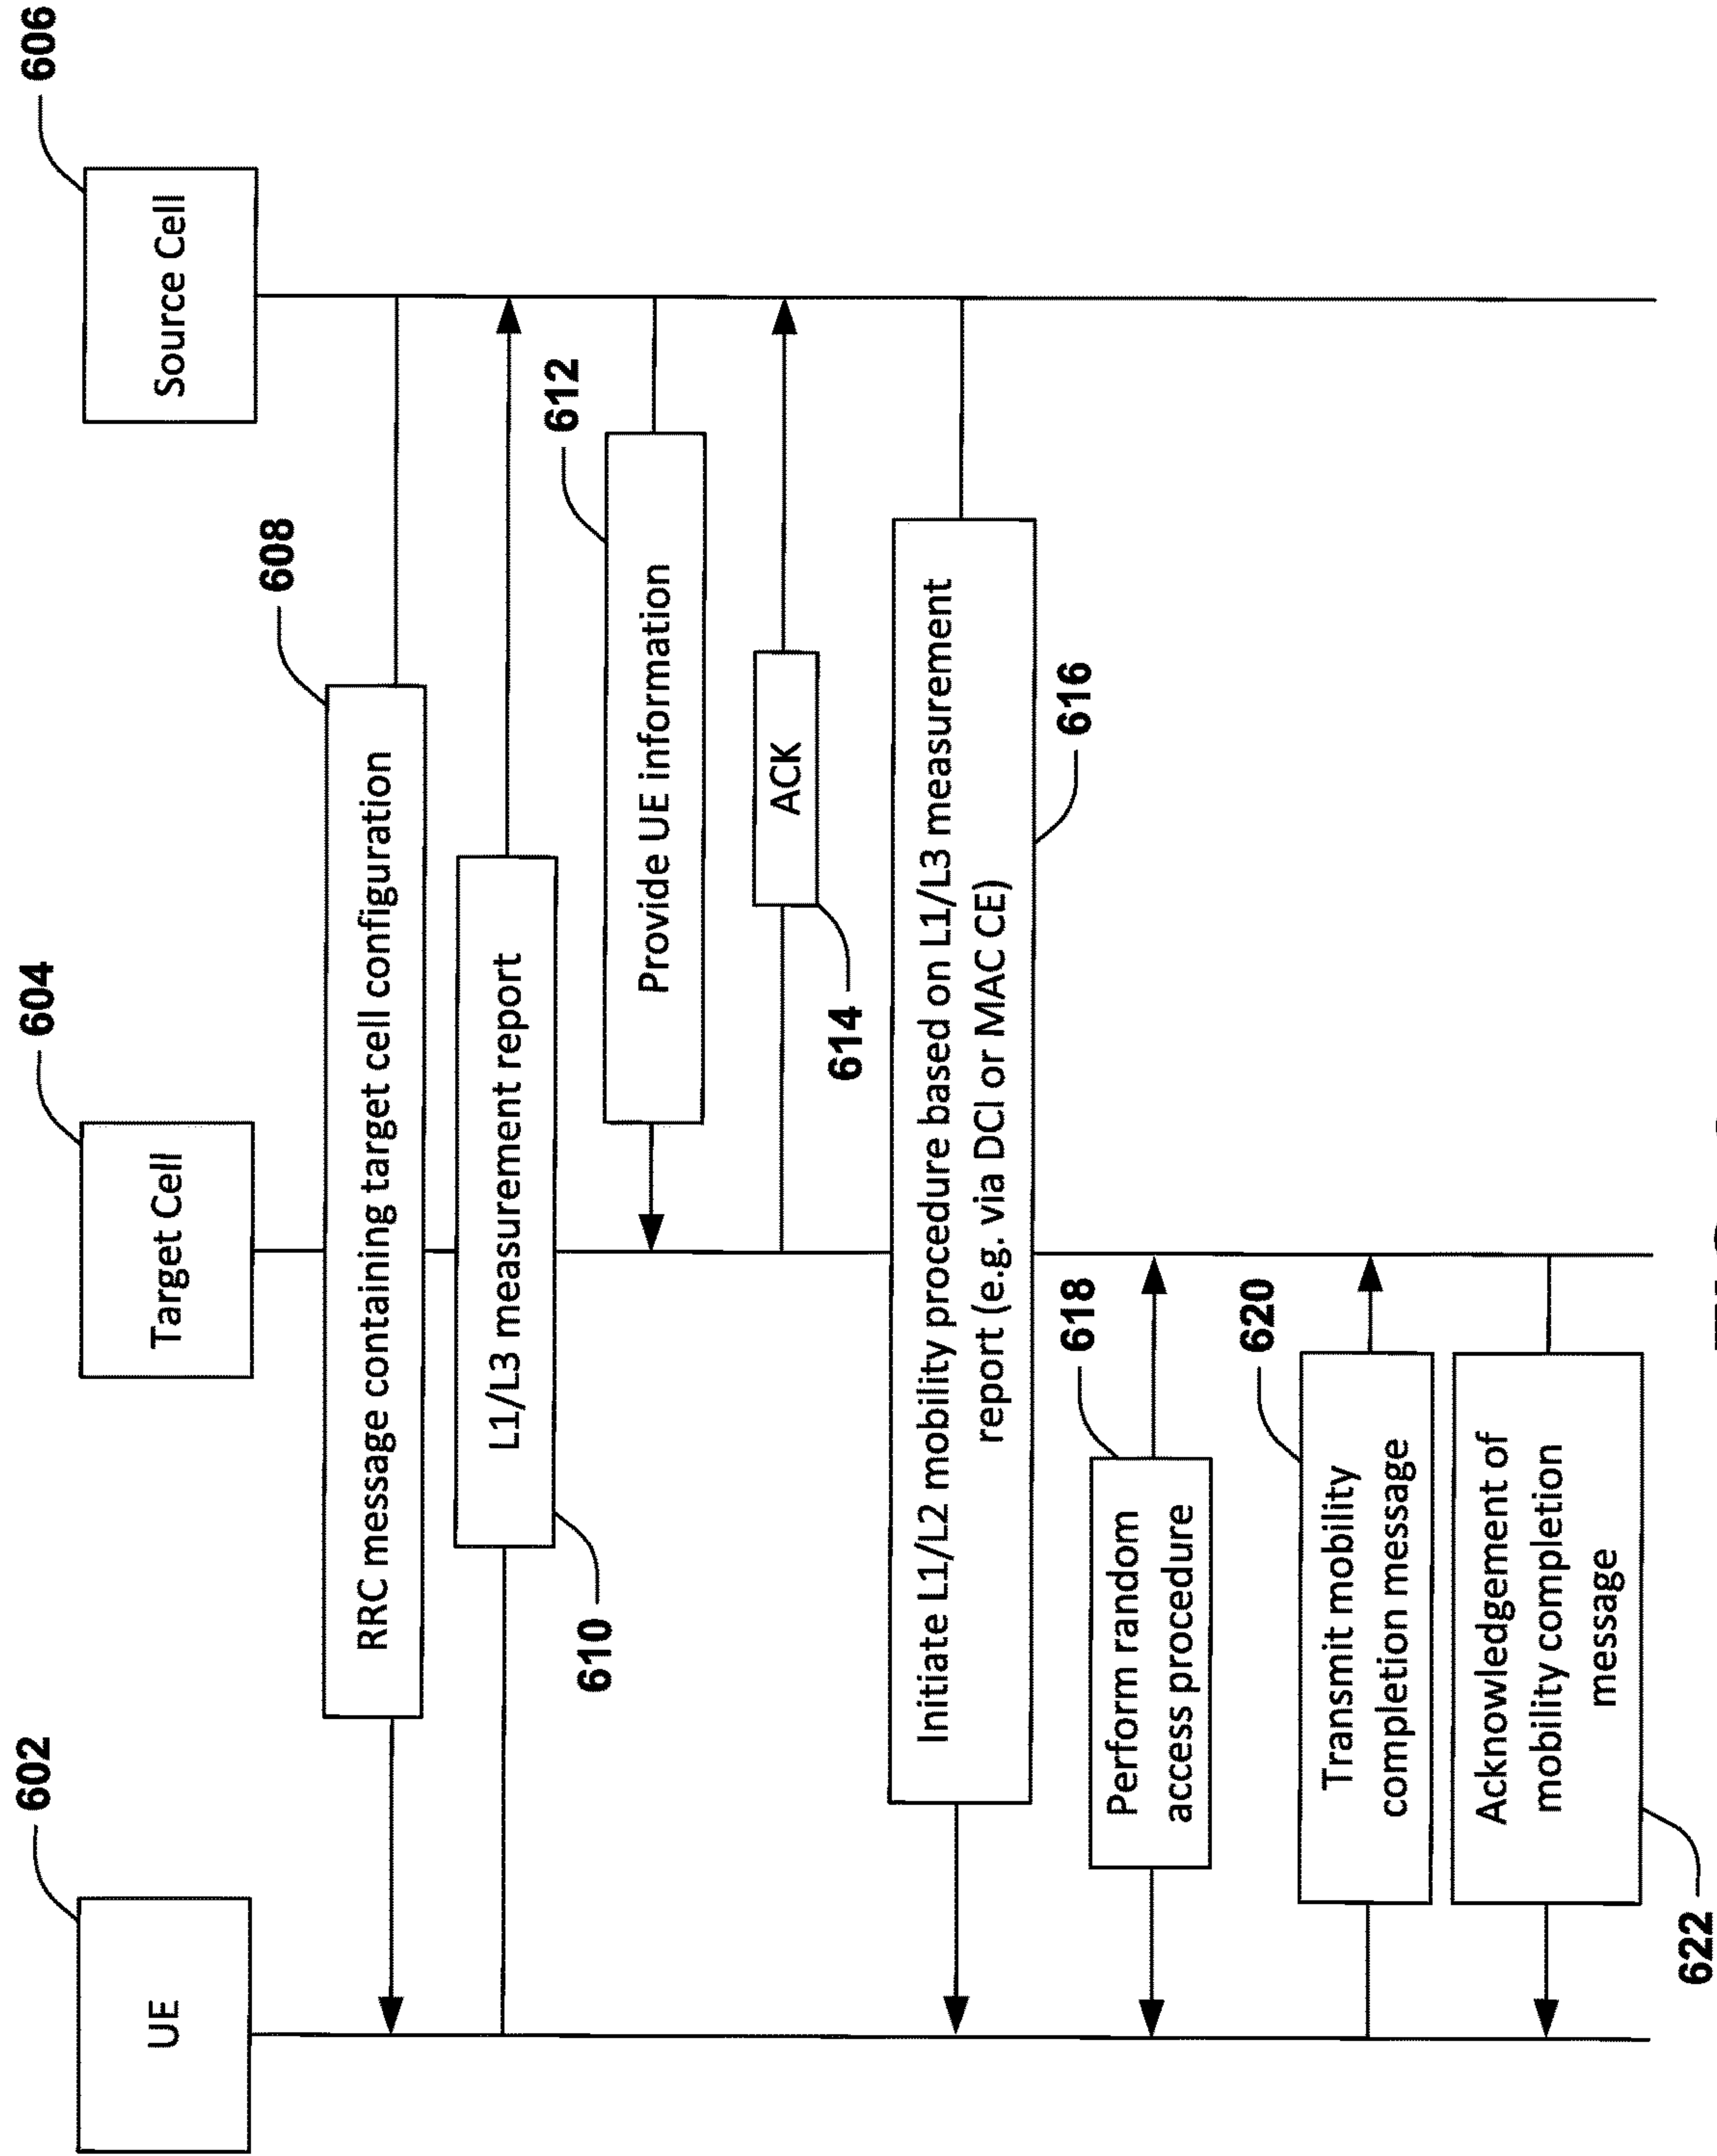 602
UE
604
Target Cell
606
Source Cell
608
RRC message containing target cell configuration
L1/L3 measurement report
610
612
Provide UE information
ACK
614
Initiate L1/L2 mobility procedure based on L1/L3 measurement
report (e.g. via DCI or MAC CE)
616
618
Perform random
access procedure
620
Transmit mobility
completion message
Acknowledgement of
mobility completion
message
622